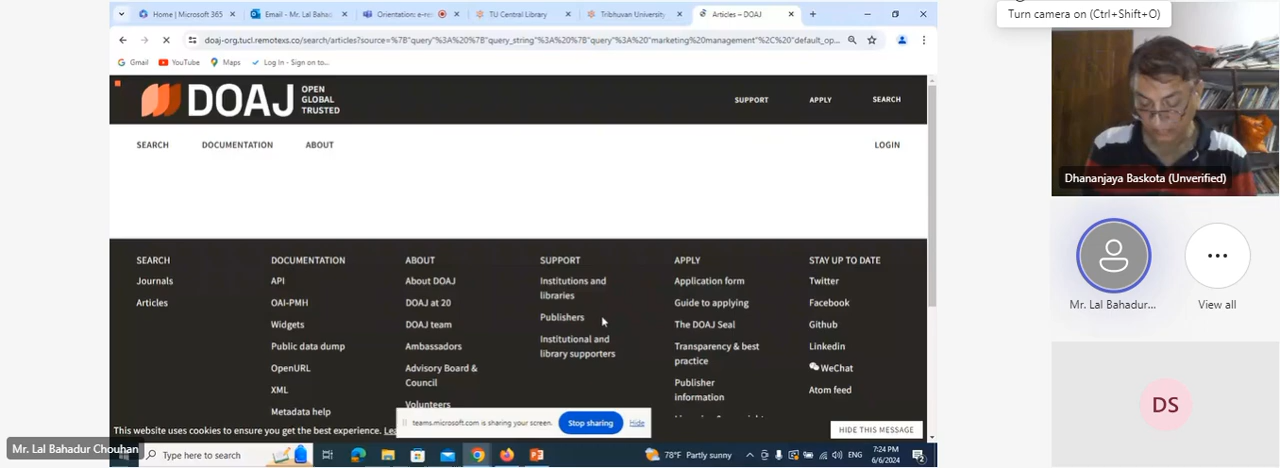 Home | Microsoft 365
Email - Mr. Lal Bahad
Orientation: e-re
TU Central Library
Tribhuvan University
Articles – DOAJ
Turn camera on (Ctrl+Shift+O)
doaj-org.tucl.remotexs.co/search/articles?source=%7B"query"%3A%20%7B"query_string"%3A%20%7B"query"%3A%20"marketing%20management"%2C%20"default_op...
Gmail
YouTube
Maps
Log In - Sign on to...
DOAJ
OPEN
GLOBAL
TRUSTED
SUPPORT
APPLY
SEARCH
SEARCH
DOCUMENTATION
ABOUT
LOGIN
SEARCH
Journals
Articles
DOCUMENTATION
API
OAI-PMH
Widgets
Public data dump
OpenURL
XML
Metadata help
ABOUT
About DOAJ
DOAJ at 20
DOAJ team
Ambassadors
Advisory Board &
Council
Volunteers
SUPPORT
Institutions and
libraries
Publishers
Institutional and
library supporters
APPLY
Application form
Guide to applying
The DOAJ Seal
Transparency & best
practice
Publisher
information
STAY UP TO DATE
Twitter
Facebook
Github
Linkedin
WeChat
Atom feed
This website uses cookies to ensure you get the best experience.
HIDE THIS MESSAGE
teams.microsoft.com is sharing your screen.
Stop sharing
Hide
Mr. Lal Bahadur Chouhan
Type here to search
78°F Partly sunny
ENG
7:24 PM
6/6/2024
Dhananjaya Baskota (Unverified)
Mr. Lal Bahadur...
View all
DS